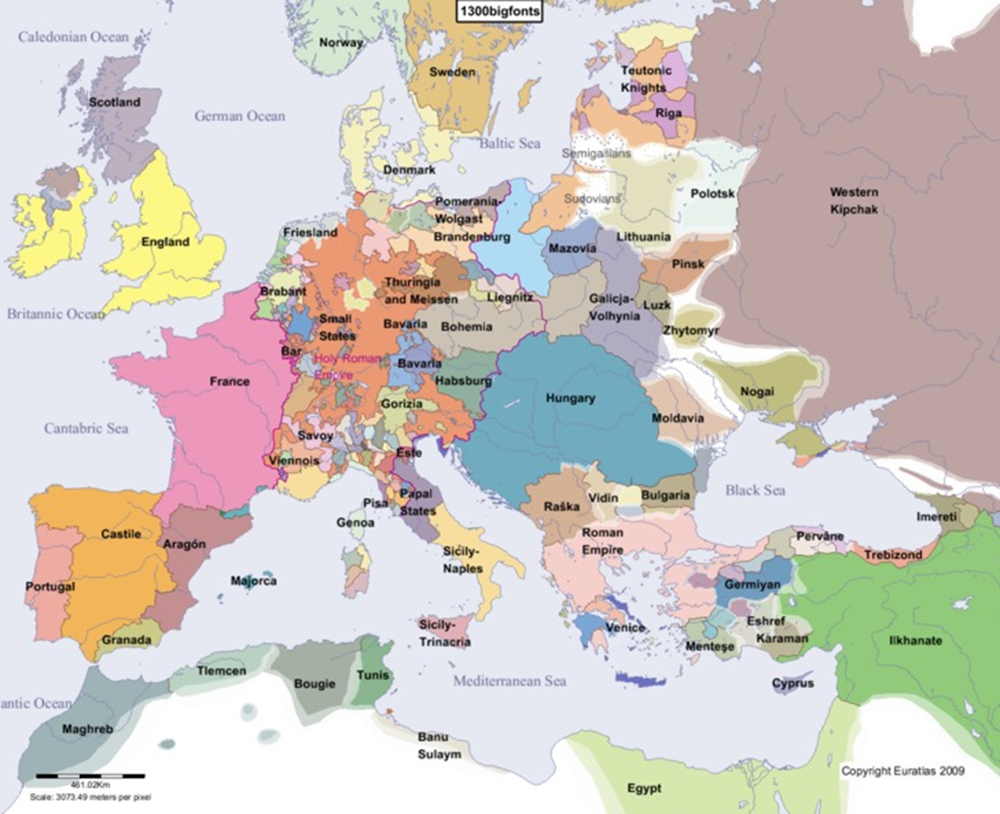 1300bigfonts
Caledonian Ocean
Norway
Sweden
Teutonic
Knights
Scotland
Riga
German Ocean
Baltic Sea
Semigallians
Denmark
Polotsk
Western
Kipchak
Pomerania-
Wolgast
Sudovians
Friesland
Brandenburg
Lithuania
England
Mazovia
Pinsk
Brabant
Thuringia
and Meissen
Liegnitz
Galicja-
Volhynia
Luzk
Britannic Ocean
Small
States
Bavaria
Bohemia
Zhytomyr
Bar
Holy Roman
Empire
Bavaria
France
Habsburg
Nogai
Hungary
Gorizia
Moldavia
Cantabric Sea
Savoy
Viennois
Este
Black Sea
Papal
States
Pisa
Raška
Vidin
Bulgaria
Imereti
Genoa
Castile
Aragón
Roman
Empire
Pervâne
Trebizond
Sicily-
Naples
Portugal
Majorca
Germiyan
Eshref
Sicily-
Trinacria
Venice
Karaman
Granada
Menteşe
Ilkhanate
Tlemcen
Bougie
Tunis
Mediterranean Sea
Cyprus
antic Ocean
Maghreb
Banu
Sulaym
Egypt
Copyright Euratlas 2009
461.02Km
Scale: 3073.49 meters per pixel